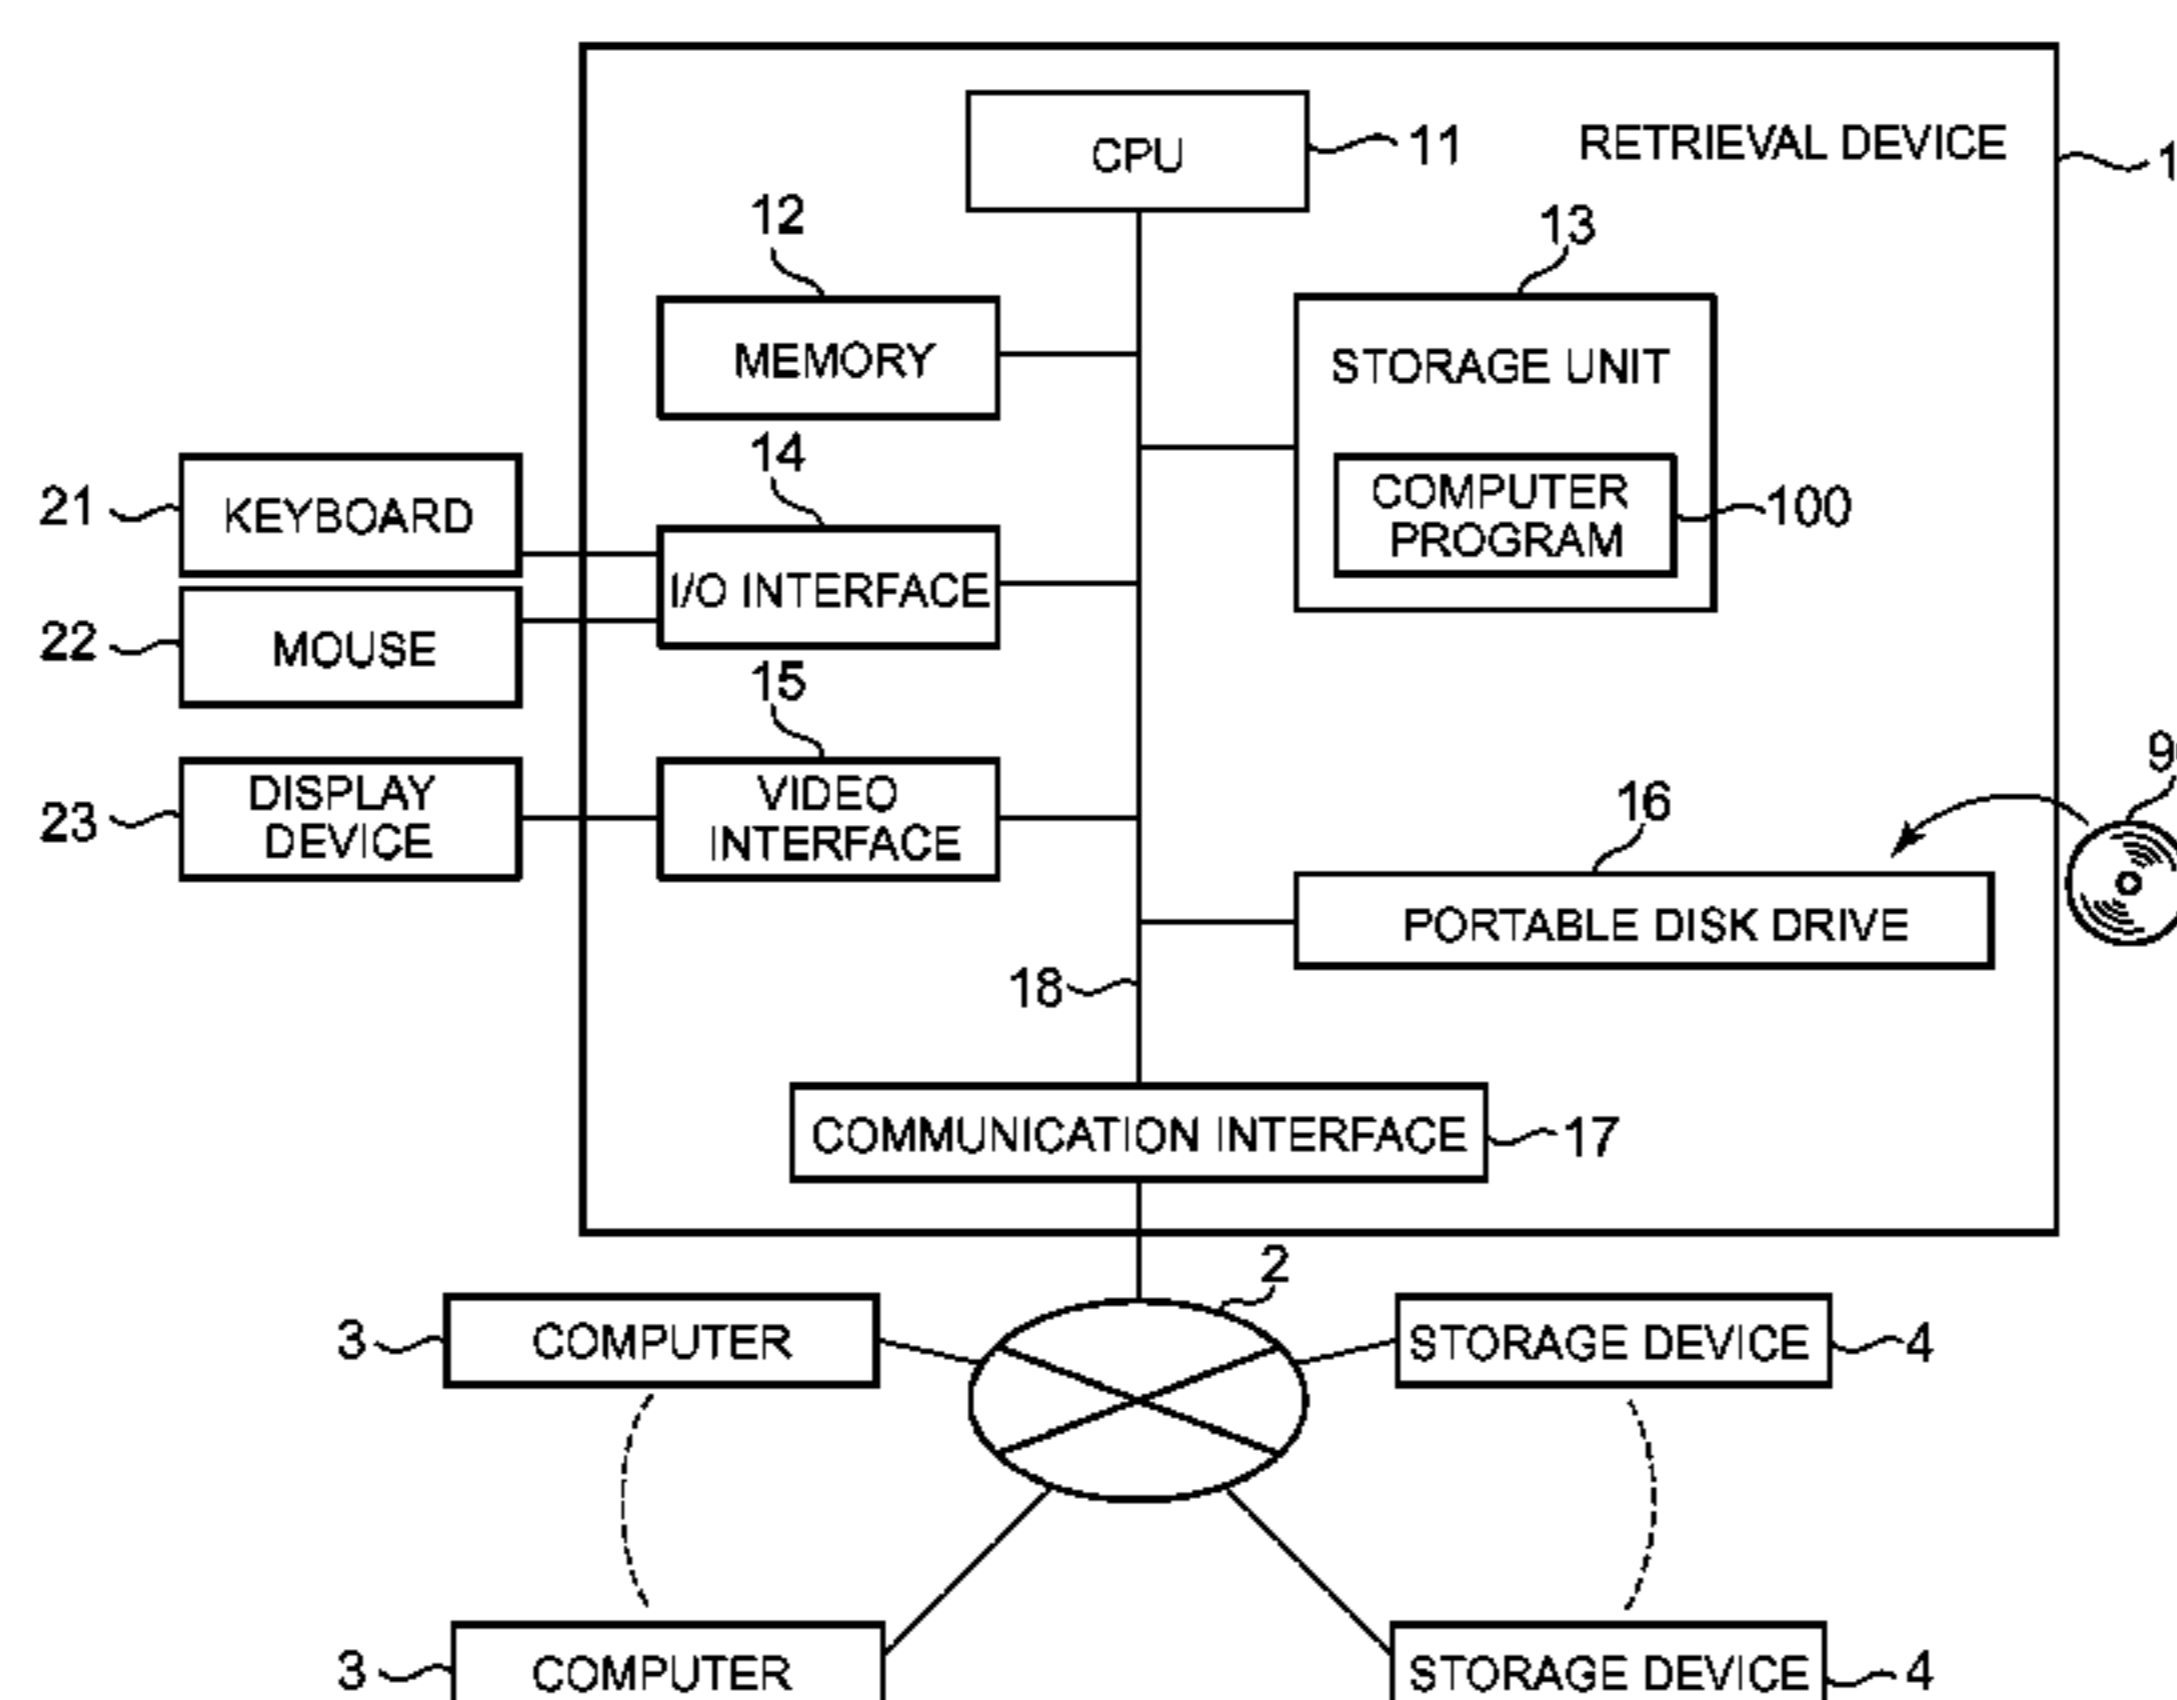 CPU
11
RETRIEVAL DEVICE
1
12
13
MEMORY
STORAGE UNIT
14
21
KEYBOARD
COMPUTER
PROGRAM
100
I/O INTERFACE
22
MOUSE
15
23
DISPLAY
DEVICE
VIDEO
INTERFACE
16
PORTABLE DISK DRIVE
18
COMMUNICATION INTERFACE
17
2
3
COMPUTER
STORAGE DEVICE
4
3
COMPUTER
STORAGE DEVICE
4